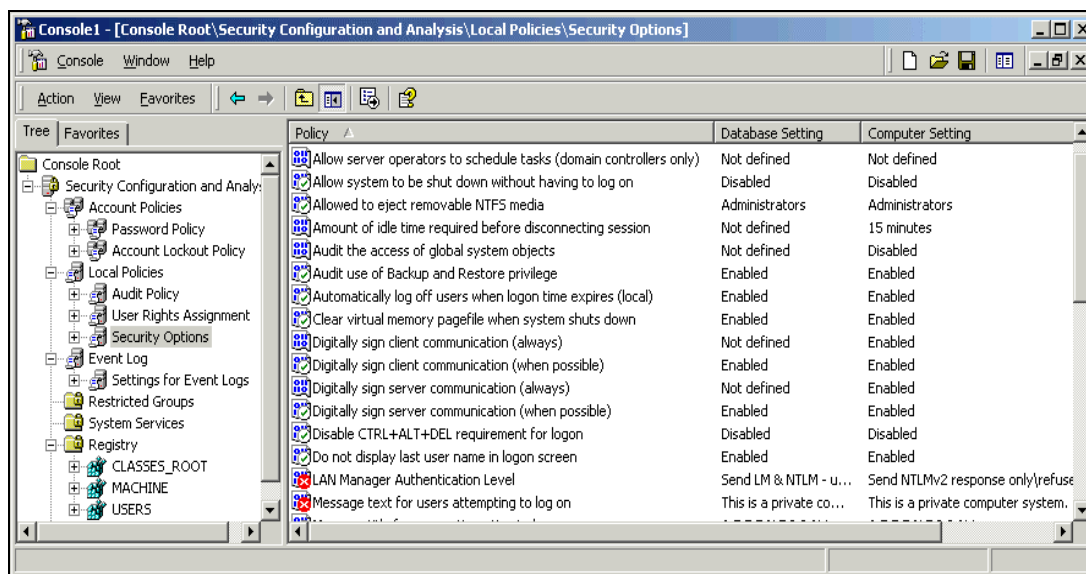 Console1 - [Console Root\Security Configuration and Analysis\Local Policies\Security Options]
Console Window Help
Action View Favorites
Tree Favorites
Policy Database Setting Computer Setting
Console Root
Security Configuration and Analy
Account Policies
Password Policy
Account Lockout Policy
Local Policies
Audit Policy
User Rights Assignment
Security Options
Event Log
Settings for Event Logs
Restricted Groups
System Services
Registry
CLASSES_ROOT
MACHINE
USERS
Allow server operators to schedule tasks (domain controllers only) Not defined Not defined
Allow system to be shut down without having to log on Disabled Disabled
Allowed to eject removable NTFS media Administrators Administrators
Amount of idle time required before disconnecting session Not defined 15 minutes
Audit the access of global system objects Not defined Disabled
Audit use of Backup and Restore privilege Enabled Enabled
Automatically log off users when logon time expires (local) Enabled Enabled
Clear virtual memory pagefile when system shuts down Enabled Enabled
Digitally sign client communication (always) Not defined Enabled
Digitally sign client communication (when possible) Enabled Enabled
Digitally sign server communication (always) Not defined Enabled
Digitally sign server communication (when possible) Enabled Enabled
Disable CTRL+ALT+DEL requirement for logon Disabled Disabled
Do not display last user name in logon screen Enabled Enabled
LAN Manager Authentication Level Send LM & NTLM - u... Send NTLMv2 response only\refuse
Message text for users attempting to log on This is a private co... This is a private computer system.